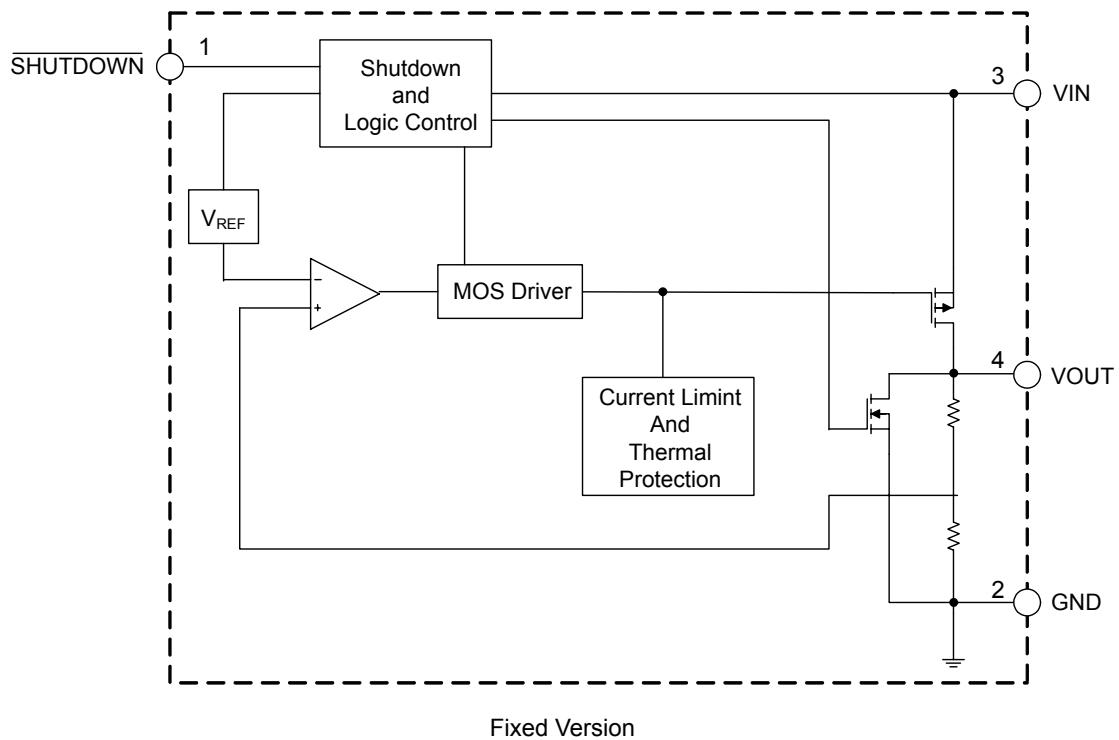 SHUTDOWN
1
Shutdown
and
Logic Control
3
VIN
VREF
−
+
MOS Driver
4
VOUT
Current Limint
And
Thermal
Protection
2
GND
Fixed Version